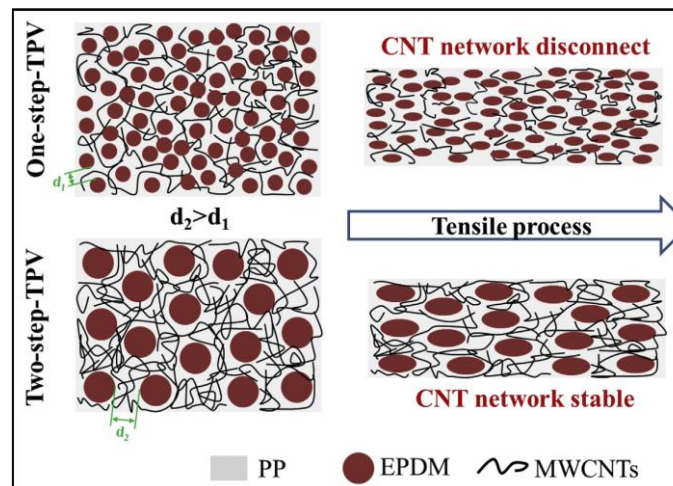 One-step-TPV
CNT network disconnect
d₁
d₂>d₁
Tensile process
Two-step-TPV
d₂
CNT network stable
PP
EPDM
MWCNTs